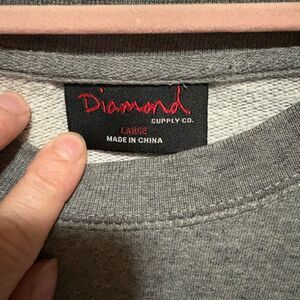 Diamond
SUPPLY CO.
LARGE
MADE IN CHINA